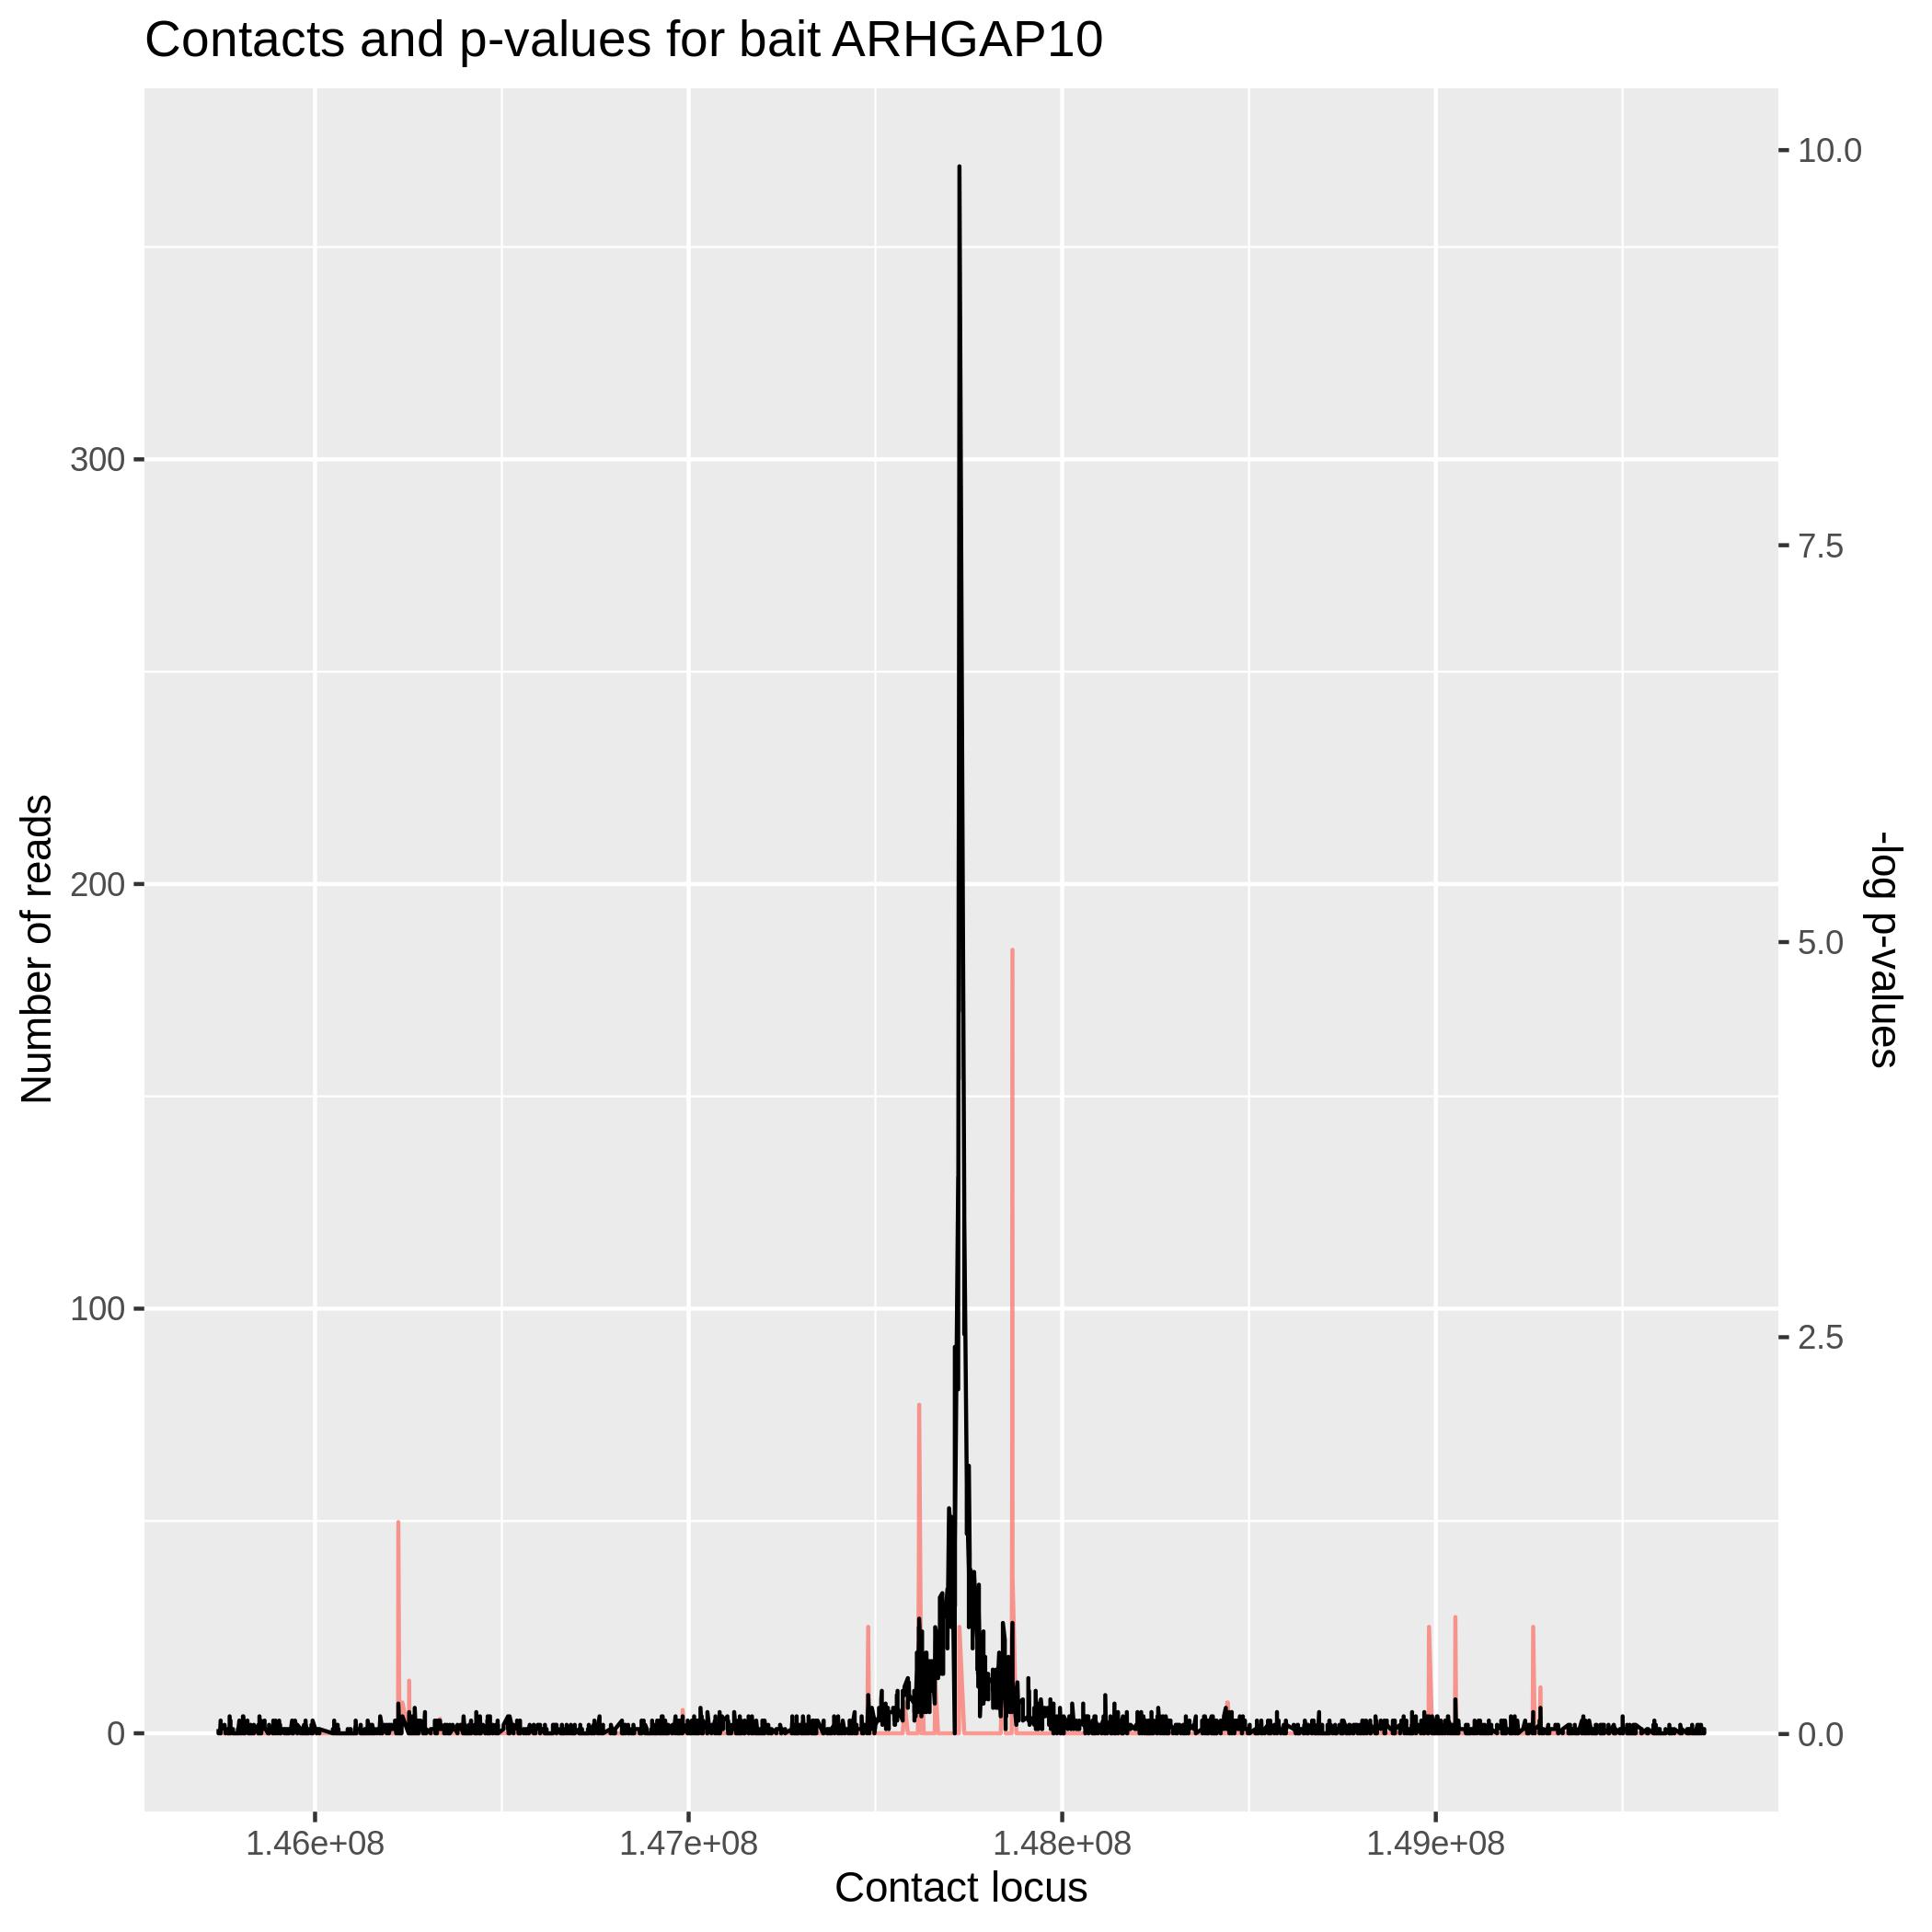 Contacts and p-values for bait ARHGAP10
Number of reads
300
200
100
0
10.0
7.5
5.0
2.5
0.0
-log p-values
1.46e+08
1.47e+08
1.48e+08
1.49e+08
Contact locus